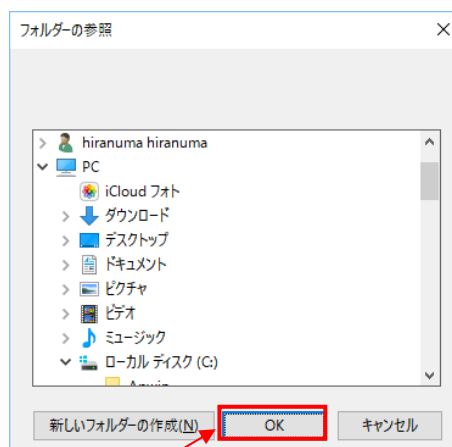 フォルダーの参照
hiranuma hiranuma
PC
iCloud フォト
ダウンロード
デスクトップ
ドキュメント
ピクチャ
ビデオ
ミュージック
ローカル ディスク (C:)
新しいフォルダーの作成(N)
OK
キャンセル